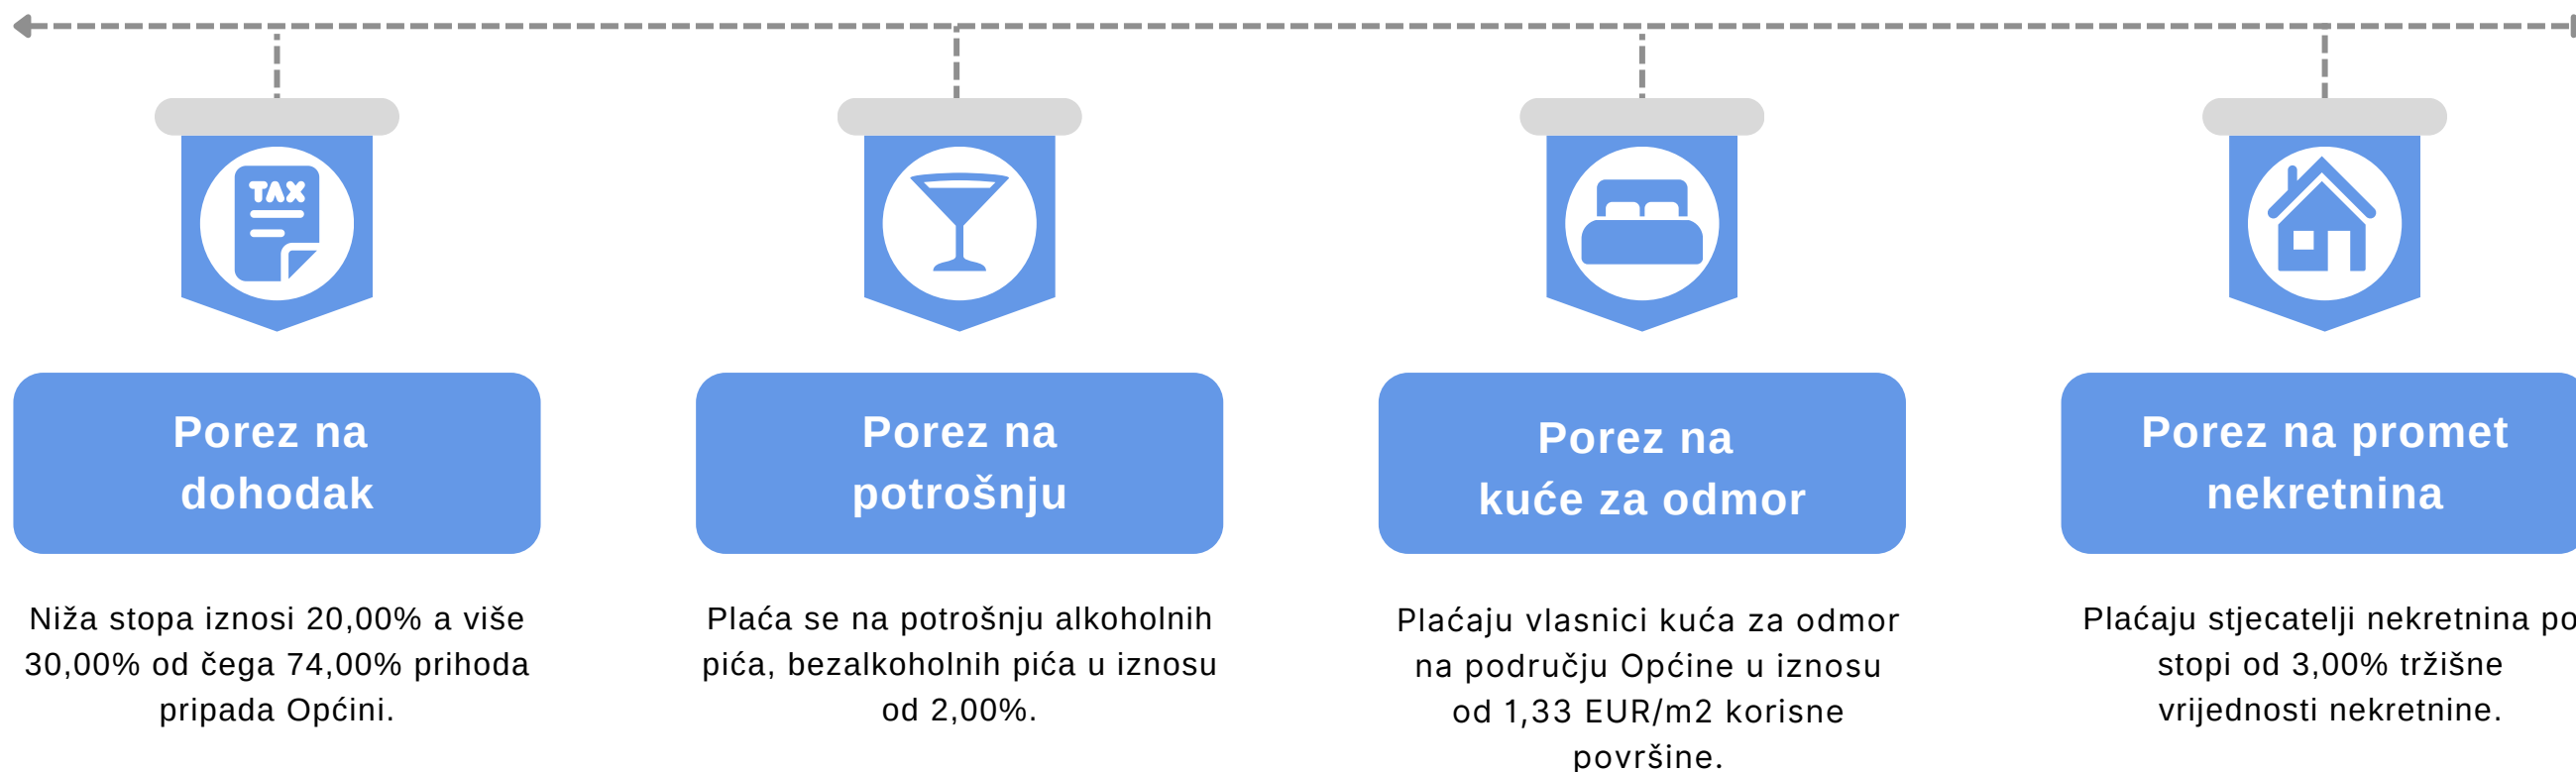 TAX
Porez na
dohodak
Niža stopa iznosi 20,00% a više
30,00% od čega 74,00% prihoda
pripada Općini.
Porez na
potrošnju
Plaća se na potrošnju alkoholnih
pića, bezalkoholnih pića u iznosu
od 2,00%.
Porez na
kuće za odmor
Plaćaju vlasnici kuća za odmor
na području Općine u iznosu
od 1,33 EUR/m2 korisne
površine.
Porez na promet
nekretnina
Plaćaju stjecatelji nekretnina po
stopi od 3,00% tržišne
vrijednosti nekretnine.